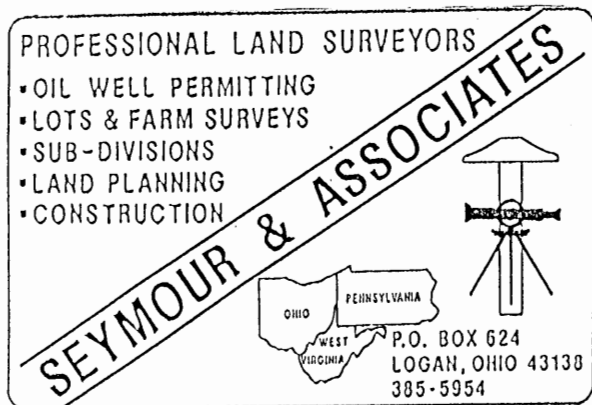 PROFESSIONAL LAND SURVEYORS
▪OIL WELL PERMITTING
▪LOTS & FARM SURVEYS
▪SUB-DIVISIONS
▪LAND PLANNING
▪CONSTRUCTION
SEYMOUR & ASSOCIATES
OHIO
PENNSYLVANIA
WEST
VIRGINIA
P.O. BOX 624
LOGAN, OHIO 43138
385-5954